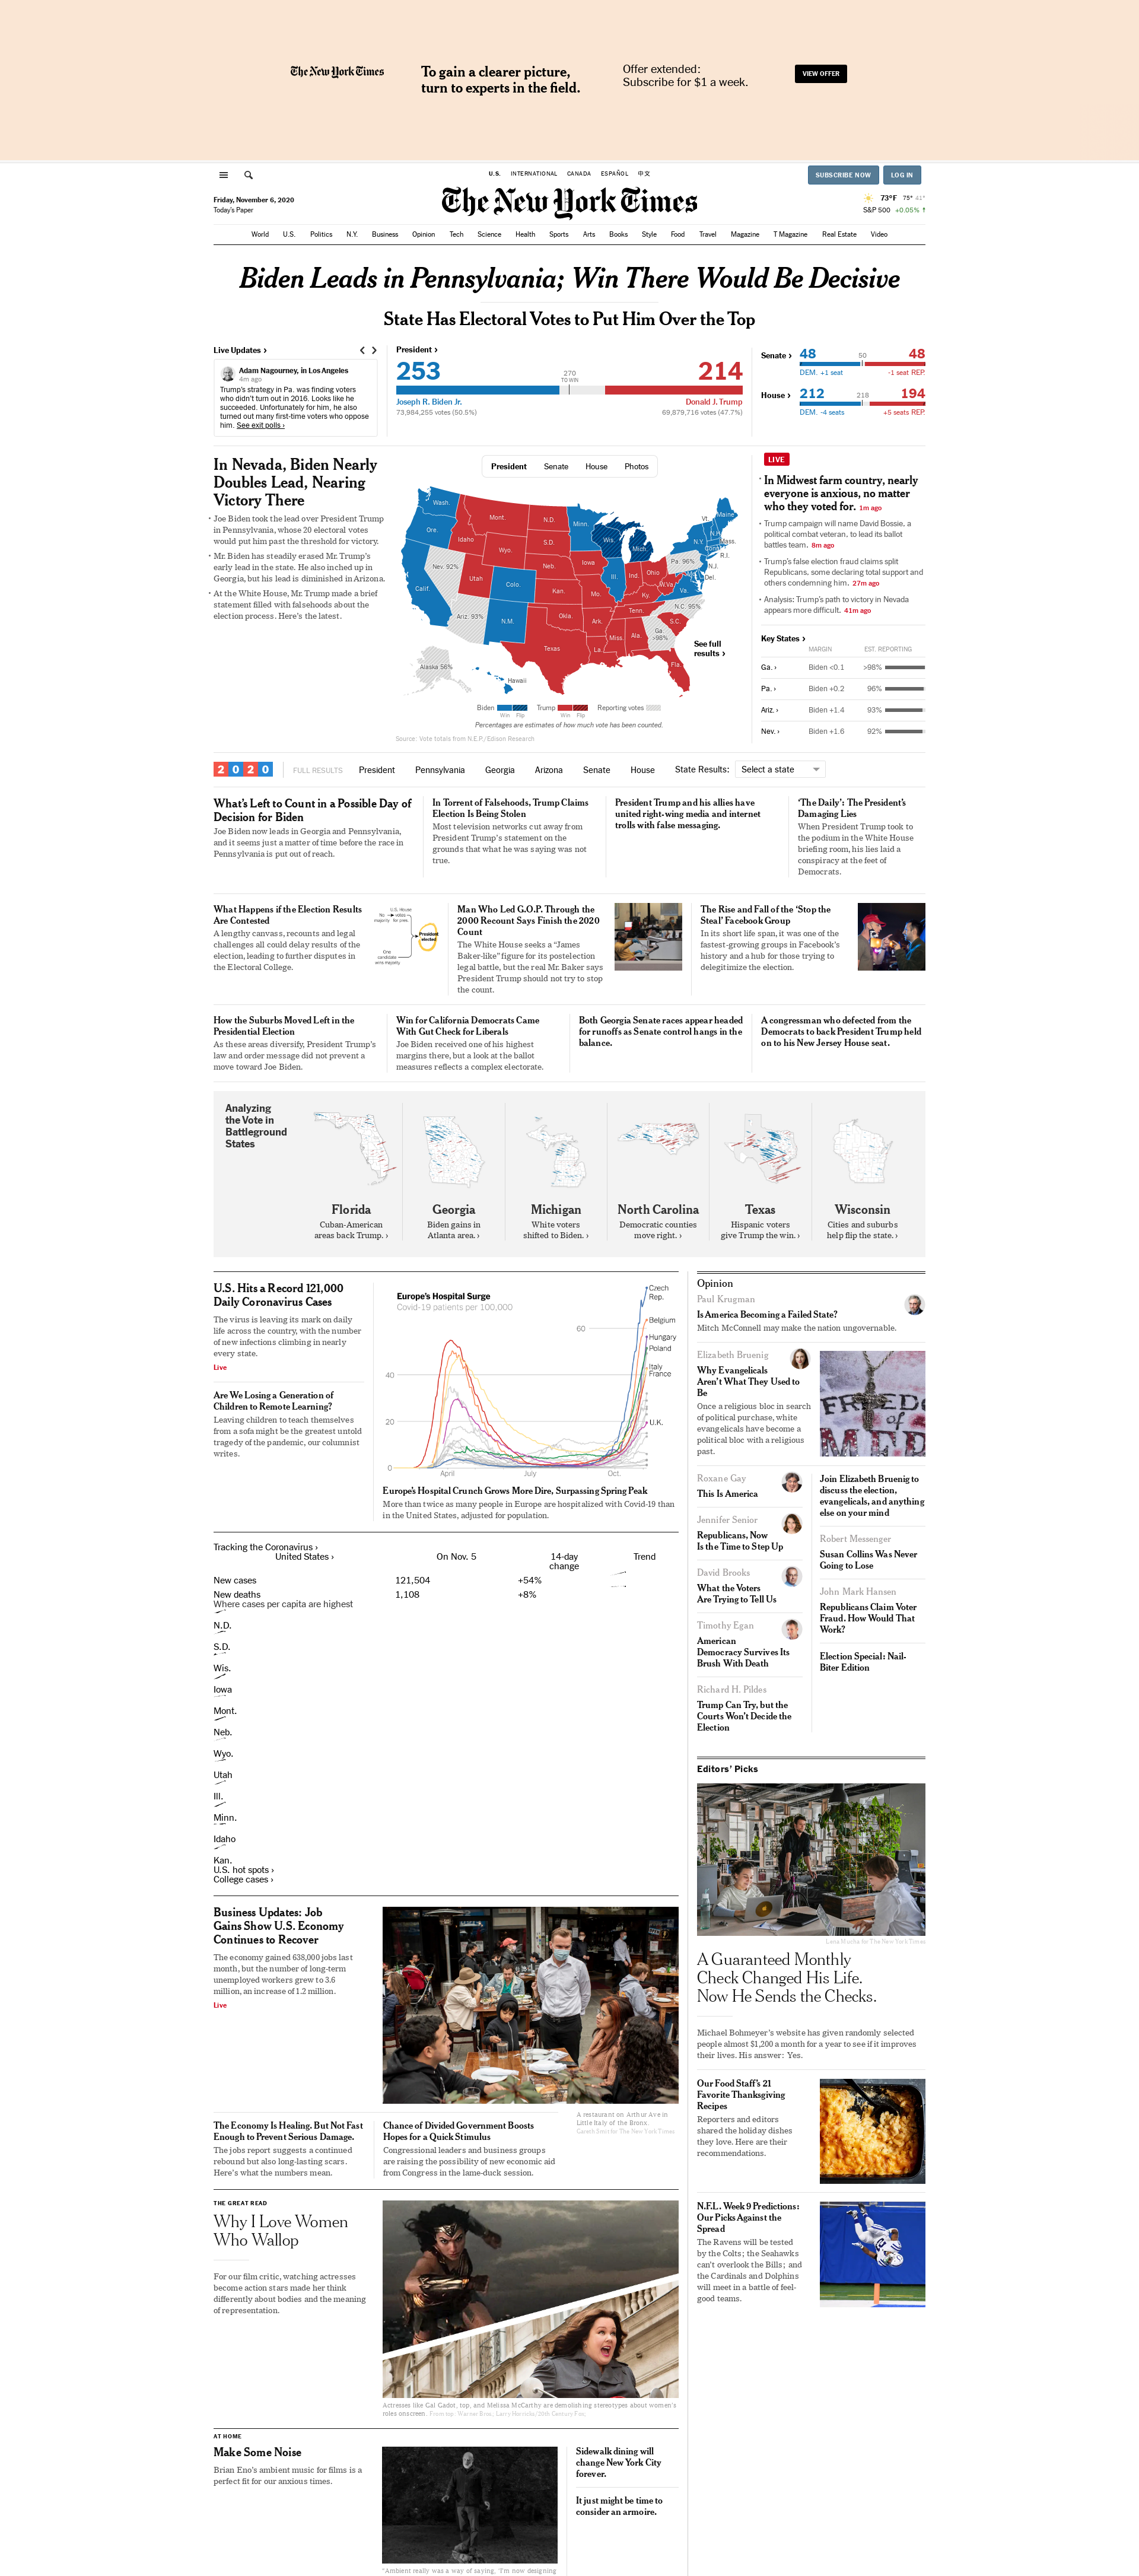 The New York Times
To gain a clearer picture,
turn to experts in the field.
Offer extended:
Subscribe for $1 a week.
VIEW OFFER
U.S.
INTERNATIONAL
CANADA
ESPAÑOL
中文
SUBSCRIBE NOW
LOG IN
Friday, November 6, 2020
Today's Paper
The New York Times
73°F 75° 41°
S&P 500 +0.05% ↑
World U.S. Politics N.Y. Business Opinion Tech Science Health Sports Arts Books Style Food Travel Magazine T Magazine Real Estate Video
Biden Leads in Pennsylvania; Win There Would Be Decisive
State Has Electoral Votes to Put Him Over the Top
Live Updates ›
Adam Nagourney, in Los Angeles
4m ago
Trump's strategy in Pa. was finding voters
who didn't turn out in 2016. Looks like he
succeeded. Unfortunately for him, he also
turned out many first-time voters who oppose
him. See exit polls ›
President ›
253
270
TO WIN
214
Joseph R. Biden Jr.
Donald J. Trump
73,984,255 votes (50.5%)
69,879,716 votes (47.7%)
Senate ›
48 50 48
DEM. +1 seat -1 seat REP.
House ›
212 218 194
DEM. -4 seats +5 seats REP.
In Nevada, Biden Nearly
Doubles Lead, Nearing
Victory There
Joe Biden took the lead over President Trump
in Pennsylvania, whose 20 electoral votes
would put him past the threshold for victory.
Mr. Biden has steadily erased Mr. Trump's
early lead in the state. He also inched up in
Georgia, but his lead is diminished in Arizona.
At the White House, Mr. Trump made a brief
statement filled with falsehoods about the
election process. Here's the latest.
President Senate House Photos
Wash.
Ore.
Calif.
Nev. 92%
Idaho
Mont.
Wyo.
Utah
Ariz. 93%
Colo.
N.M.
N.D.
S.D.
Neb.
Kan.
Okla.
Texas
Minn.
Iowa
Mo.
Ark.
La.
Wis.
Ill.
Mich.
Ind.
Ohio
Ky.
Tenn.
Miss.
Ala.
Ga.
>98%
Fla.
S.C.
N.C. 95%
Va.
W.Va.
Pa. 96%
N.Y.
Vt.
N.H.
Maine
Mass.
Conn.
R.I.
N.J.
Del.
Alaska 56%
Hawaii
See full
results ›
Biden
Win Flip
Trump
Win Flip
Reporting votes
Percentages are estimates of how much vote has been counted.
Source: Vote totals from N.E.P./Edison Research
LIVE
In Midwest farm country, nearly
everyone is anxious, no matter
who they voted for. 1m ago
Trump campaign will name David Bossie, a
political combat veteran, to lead its ballot
battles team. 8m ago
Trump's false election fraud claims split
Republicans, some declaring total support and
others condemning him. 27m ago
Analysis: Trump's path to victory in Nevada
appears more difficult. 41m ago
Key States ›
MARGIN EST. REPORTING
Ga. › Biden <0.1 >98%
Pa. › Biden +0.2 96%
Ariz. › Biden +1.4 93%
Nev. › Biden +1.6 92%
2020
FULL RESULTS President Pennsylvania Georgia Arizona Senate House State Results: Select a state
What's Left to Count in a Possible Day of
Decision for Biden
Joe Biden now leads in Georgia and Pennsylvania,
and it seems just a matter of time before the race in
Pennsylvania is put out of reach.
In Torrent of Falsehoods, Trump Claims
Election Is Being Stolen
Most television networks cut away from
President Trump's statement on the
grounds that what he was saying was not
true.
President Trump and his allies have
united right-wing media and internet
trolls with false messaging.
'The Daily': The President's
Damaging Lies
When President Trump took to
the podium in the White House
briefing room, his lies laid a
conspiracy at the feet of
Democrats.
What Happens if the Election Results
Are Contested
A lengthy canvass, recounts and legal
challenges all could delay results of the
election, leading to further disputes in
the Electoral College.
U.S. House
votes
for pres.
No
majority
President
elected
One
candidate
wins majority
Man Who Led G.O.P. Through the
2000 Recount Says Finish the 2020
Count
The White House seeks a “James
Baker-like” figure for its postelection
legal battle, but the real Mr. Baker says
President Trump should not try to stop
the count.
The Rise and Fall of the 'Stop the
Steal' Facebook Group
In its short life span, it was one of the
fastest-growing groups in Facebook's
history and a hub for those trying to
delegitimize the election.
How the Suburbs Moved Left in the
Presidential Election
As these areas diversify, President Trump's
law and order message did not prevent a
move toward Joe Biden.
Win for California Democrats Came
With Gut Check for Liberals
Joe Biden received one of his highest
margins there, but a look at the ballot
measures reflects a complex electorate.
Both Georgia Senate races appear headed
for runoffs as Senate control hangs in the
balance.
A congressman who defected from the
Democrats to back President Trump held
on to his New Jersey House seat.
Analyzing
the Vote in
Battleground
States
Florida
Cuban-American
areas back Trump. ›
Georgia
Biden gains in
Atlanta area. ›
Michigan
White voters
shifted to Biden. ›
North Carolina
Democratic counties
move right. ›
Texas
Hispanic voters
give Trump the win. ›
Wisconsin
Cities and suburbs
help flip the state. ›
U.S. Hits a Record 121,000
Daily Coronavirus Cases
The virus is leaving its mark on daily
life across the country, with the number
of new infections climbing in nearly
every state.
Live
Are We Losing a Generation of
Children to Remote Learning?
Leaving children to teach themselves
from a sofa might be the greatest untold
tragedy of the pandemic, our columnist
writes.
Europe's Hospital Surge
Covid-19 patients per 100,000
60
40
20
0
April July Oct.
Czech
Rep.
Belgium
Hungary
Poland
Italy
France
U.K.
Europe's Hospital Crunch Grows More Dire, Surpassing Spring Peak
More than twice as many people in Europe are hospitalized with Covid-19 than
in the United States, adjusted for population.
Tracking the Coronavirus ›
United States › On Nov. 5 14-day
change Trend
New cases 121,504 +54%
New deaths 1,108 +8%
Where cases per capita are highest
N.D.
S.D.
Wis.
Iowa
Mont.
Neb.
Wyo.
Utah
Ill.
Minn.
Idaho
Kan.
U.S. hot spots ›
College cases ›
Business Updates: Job
Gains Show U.S. Economy
Continues to Recover
The economy gained 638,000 jobs last
month, but the number of long-term
unemployed workers grew to 3.6
million, an increase of 1.2 million.
Live
A restaurant on Arthur Ave in
Little Italy of the Bronx.
Gareth Smit for The New York Times
The Economy Is Healing. But Not Fast
Enough to Prevent Serious Damage.
The jobs report suggests a continued
rebound but also long-lasting scars.
Here's what the numbers mean.
Chance of Divided Government Boosts
Hopes for a Quick Stimulus
Congressional leaders and business groups
are raising the possibility of new economic aid
from Congress in the lame-duck session.
THE GREAT READ
Why I Love Women
Who Wallop
For our film critic, watching actresses
become action stars made her think
differently about bodies and the meaning
of representation.
Actresses like Gal Gadot, top, and Melissa McCarthy are demolishing stereotypes about women's
roles onscreen. From top: Warner Bros.; Larry Horricks/20th Century Fox,
AT HOME
Make Some Noise
Brian Eno's ambient music for films is a
perfect fit for our anxious times.
“Ambient really was a way of saying, 'I'm now designing
Sidewalk dining will
change New York City
forever.
It just might be time to
consider an armoire.
Opinion
Paul Krugman
Is America Becoming a Failed State?
Mitch McConnell may make the nation ungovernable.
Elizabeth Bruenig
Why Evangelicals
Aren't What They Used to
Be
Once a religious bloc in search
of political purchase, white
evangelicals have become a
political bloc with a religious
past.
Roxane Gay
This Is America
Jennifer Senior
Republicans, Now
Is the Time to Step Up
David Brooks
What the Voters
Are Trying to Tell Us
Timothy Egan
American
Democracy Survives Its
Brush With Death
Richard H. Pildes
Trump Can Try, but the
Courts Won't Decide the
Election
Join Elizabeth Bruenig to
discuss the election,
evangelicals, and anything
else on your mind
Robert Messenger
Susan Collins Was Never
Going to Lose
John Mark Hansen
Republicans Claim Voter
Fraud. How Would That
Work?
Election Special: Nail-
Biter Edition
Editors' Picks
Lena Mucha for The New York Times
A Guaranteed Monthly
Check Changed His Life.
Now He Sends the Checks.
Michael Bohmeyer's website has given randomly selected
people almost $1,200 a month for a year to see if it improves
their lives. His answer: Yes.
Our Food Staff's 21
Favorite Thanksgiving
Recipes
Reporters and editors
shared the holiday dishes
they love. Here are their
recommendations.
N.F.L. Week 9 Predictions:
Our Picks Against the
Spread
The Ravens will be tested
by the Colts; the Seahawks
can't overlook the Bills; and
the Cardinals and Dolphins
will meet in a battle of feel-
good teams.